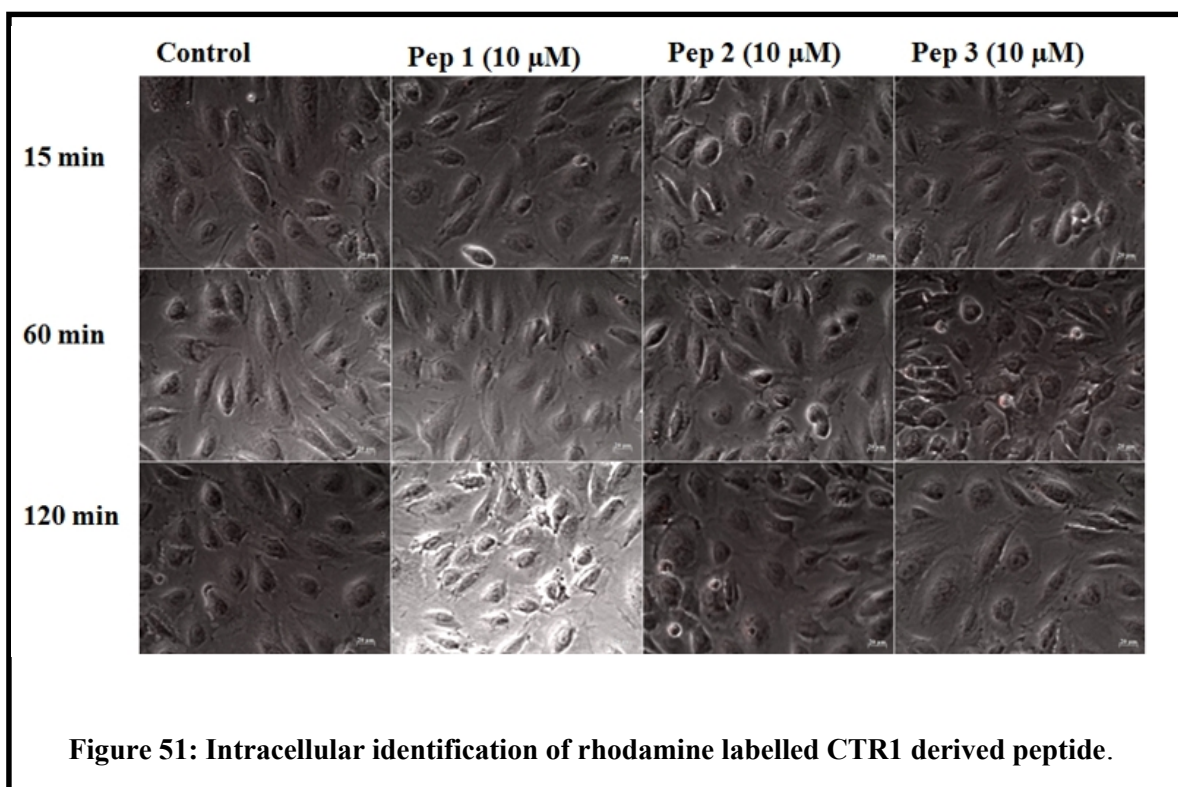 Control Pep 1 (10 μM) Pep 2 (10 μM) Pep 3 (10 μM)
15 min
60 min
120 min
Figure 51: Intracellular identification of rhodamine labelled CTR1 derived peptide.